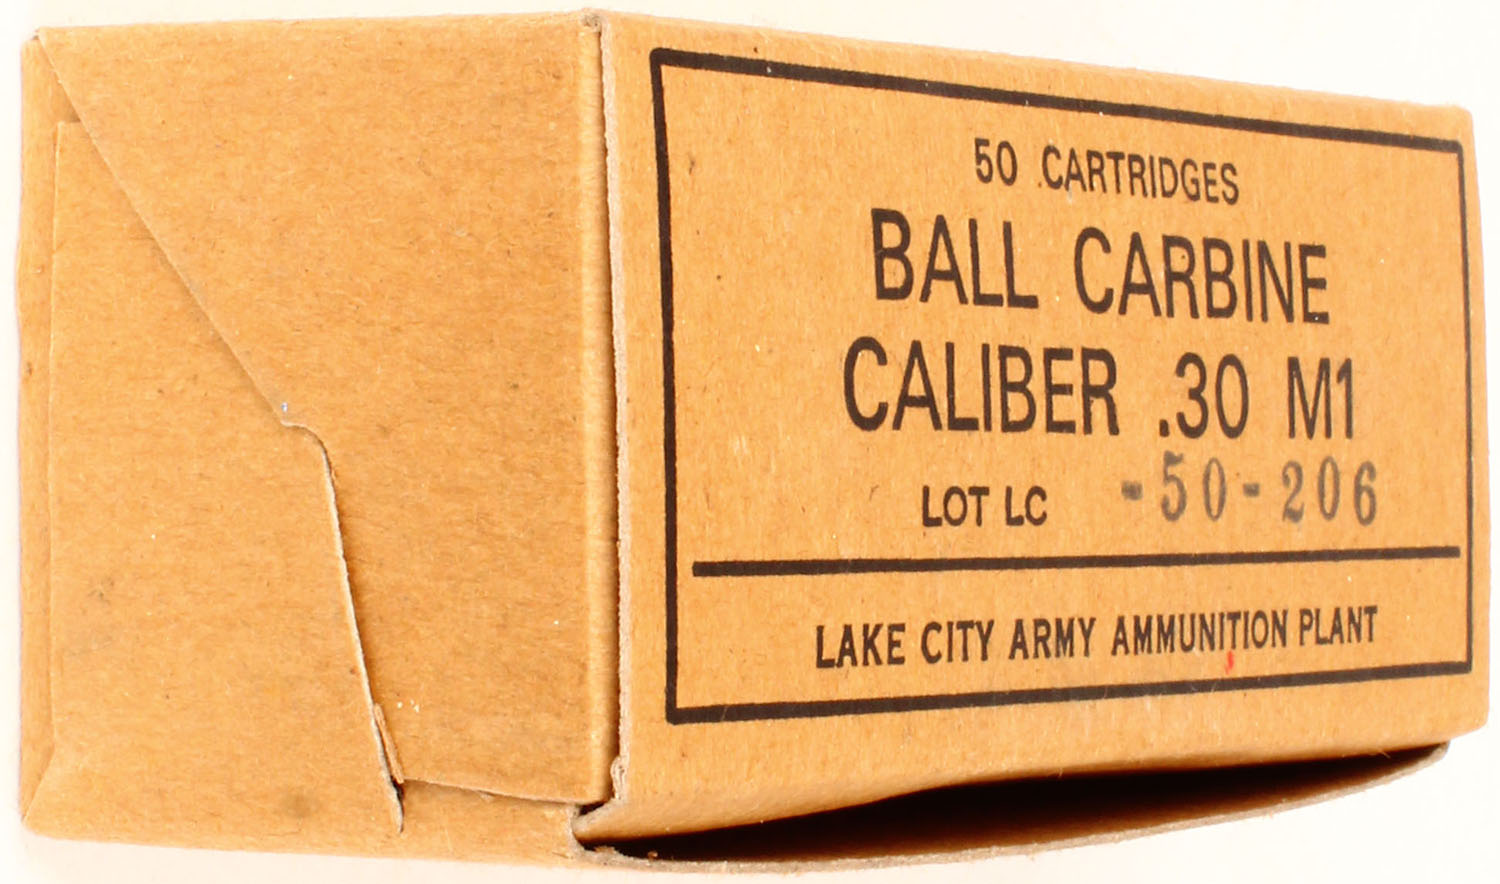 50 CARTRIDGES
BALL CARBINE
CALIBER .30 M1
LOT LC -50-206
LAKE CITY ARMY AMMUNITION PLANT